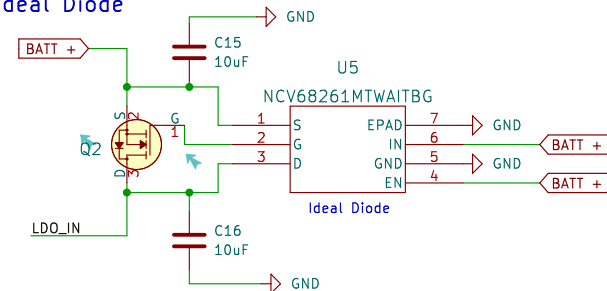 deal Diode
GND
BATT +
C15
10uF
U5
NCV68261MTWAITBG
S
2
G
1
Q2
D
3
1
S
2
G
3
D
EPAD
7
GND
IN
6
BATT +
GND
5
GND
EN
4
BATT +
Ideal Diode
LDO_IN
C16
10uF
GND